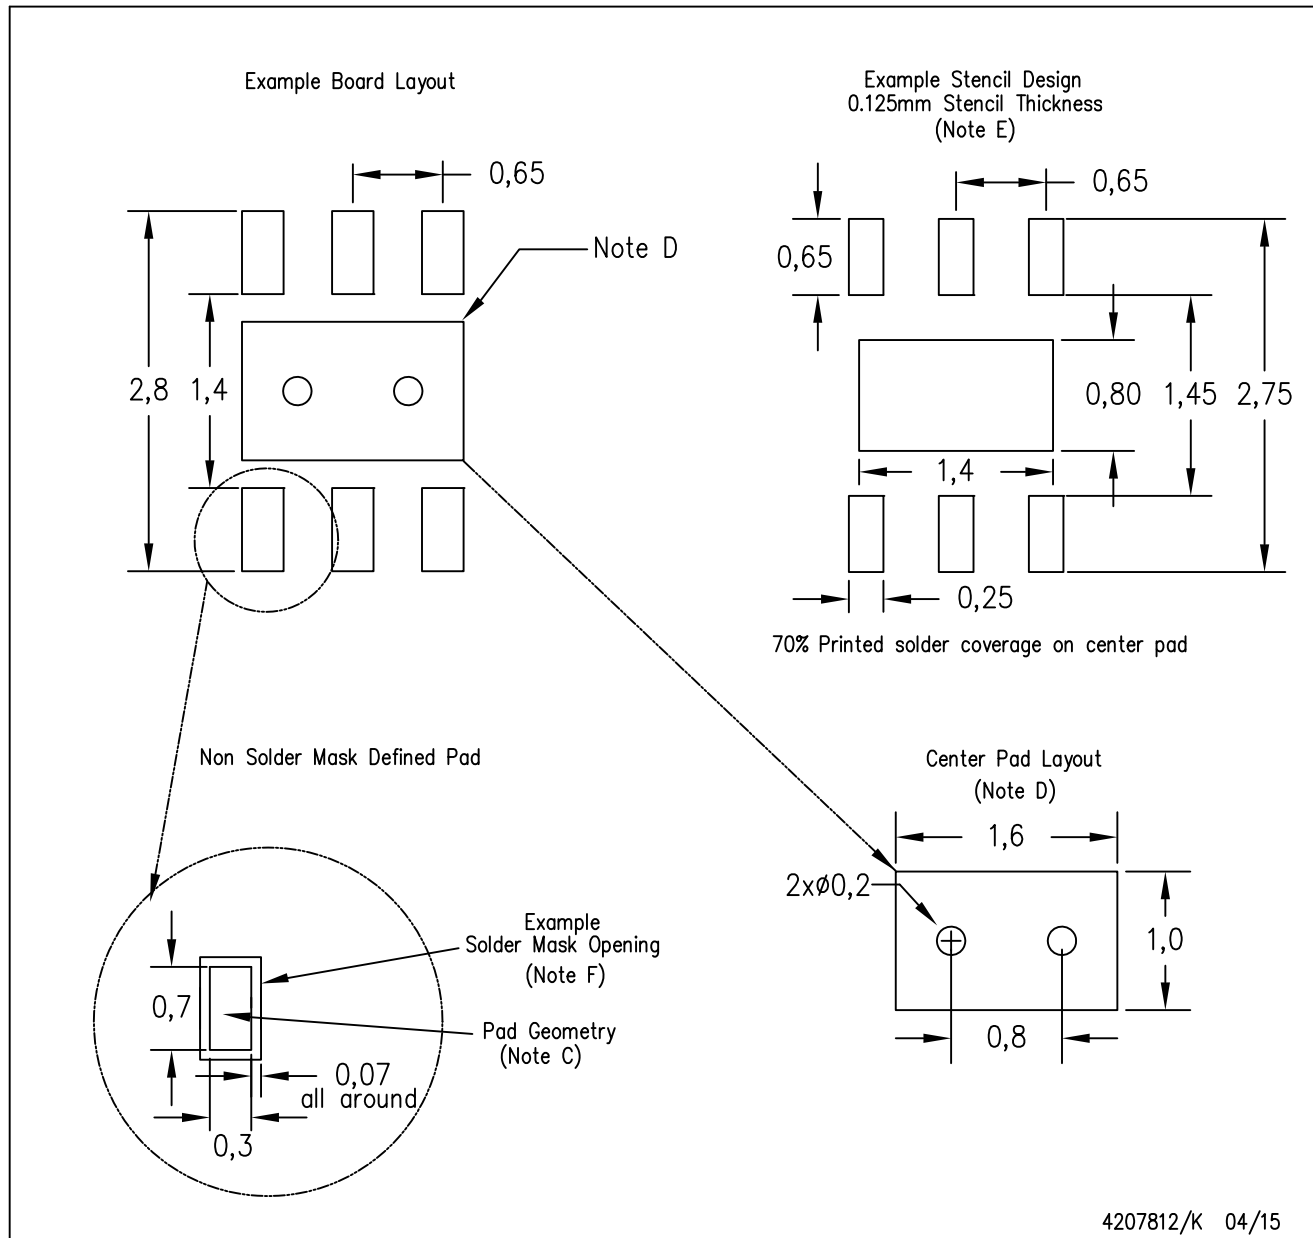 Example Board Layout
0,65
Note D
2,8
1,4
Example Stencil Design
0.125mm Stencil Thickness
(Note E)
0,65
0,65
0,80
1,45
2,75
1,4
0,25
70% Printed solder coverage on center pad
Non Solder Mask Defined Pad
Example
Solder Mask Opening
(Note F)
0,7
Pad Geometry
(Note C)
0,07
all around
0,3
Center Pad Layout
(Note D)
1,6
2xø0,2
1,0
0,8
4207812/K 04/15